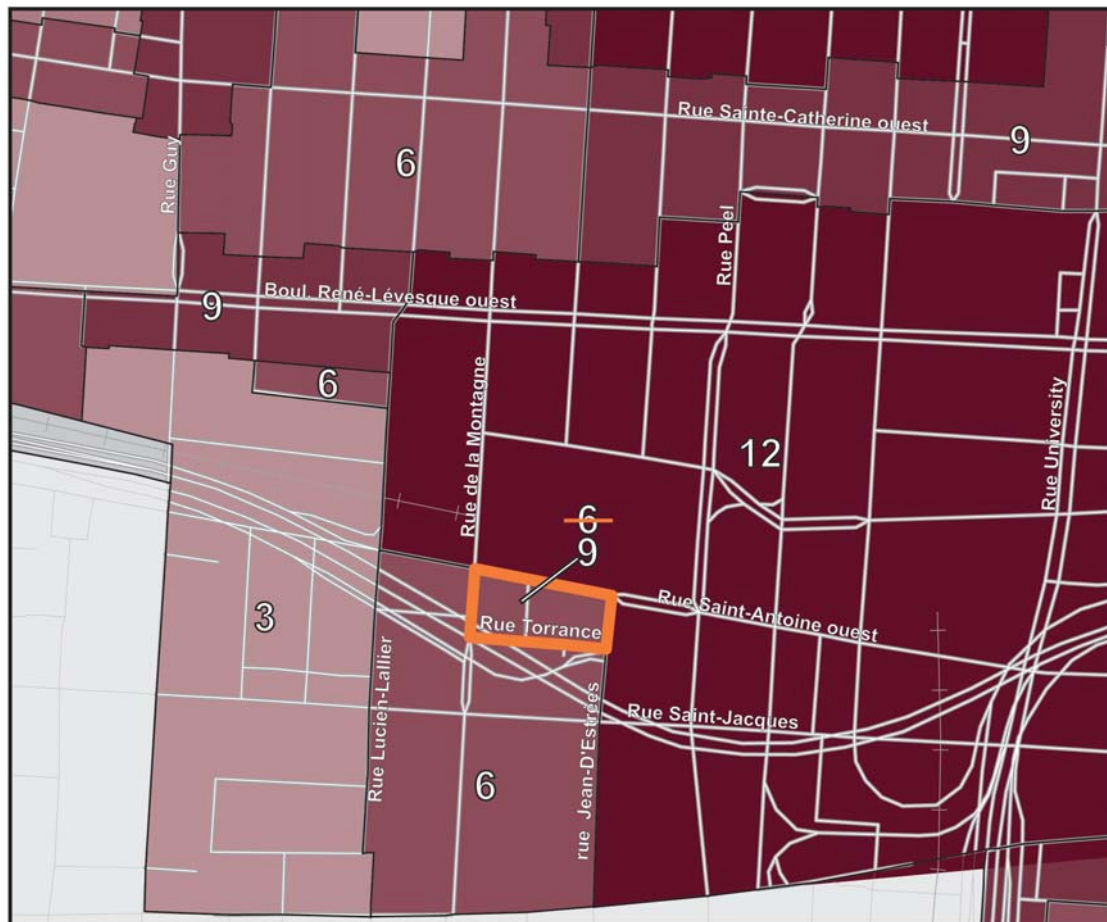 Rue Sainte-Catherine ouest
9
6
Rue Guy
Rue Peel
Boul. René-Lévesque ouest
9
6
Rue de la Montagne
Rue University
12
6
9
Rue Saint-Antoine ouest
3
Rue Torrance
Rue Lucien-Lallier
rue Jean-D'Estrées
Rue Saint-Jacques
6